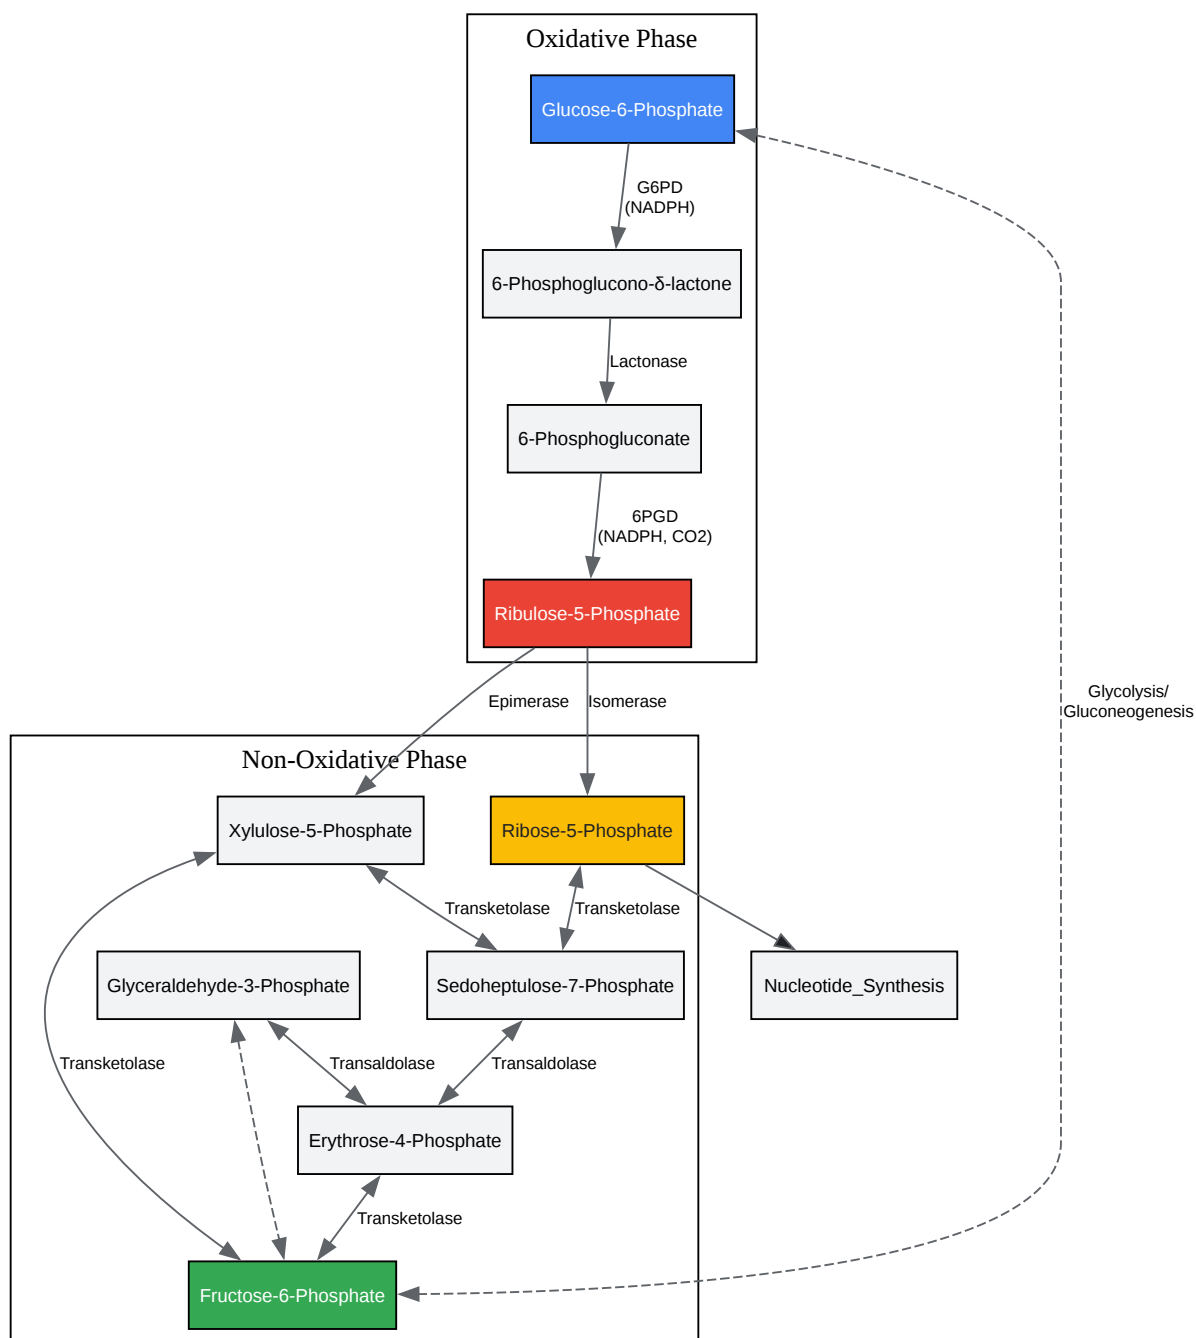 Oxidative Phase
Glucose-6-Phosphate
G6PD
(NADPH)
6-Phosphoglucono-δ-lactone
Lactonase
6-Phosphogluconate
6PGD
(NADPH, CO2)
Ribulose-5-Phosphate
Glycolysis/
Gluconeogenesis
Epimerase
Isomerase
Non-Oxidative Phase
Xylulose-5-Phosphate
Ribose-5-Phosphate
Transketolase
Transketolase
Glyceraldehyde-3-Phosphate
Sedoheptulose-7-Phosphate
Nucleotide_Synthesis
Transketolase
Transaldolase
Transaldolase
Erythrose-4-Phosphate
Transketolase
Fructose-6-Phosphate